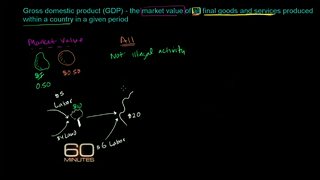 Gross domestic product (GDP) - the market value of all final goods and services produced
within a country in a given period
Market Value
All
Not: illegal activity
$0.50
0.50
$5
Labor
$10
$20
$4 Land
$6 Labor
60
MINUTES